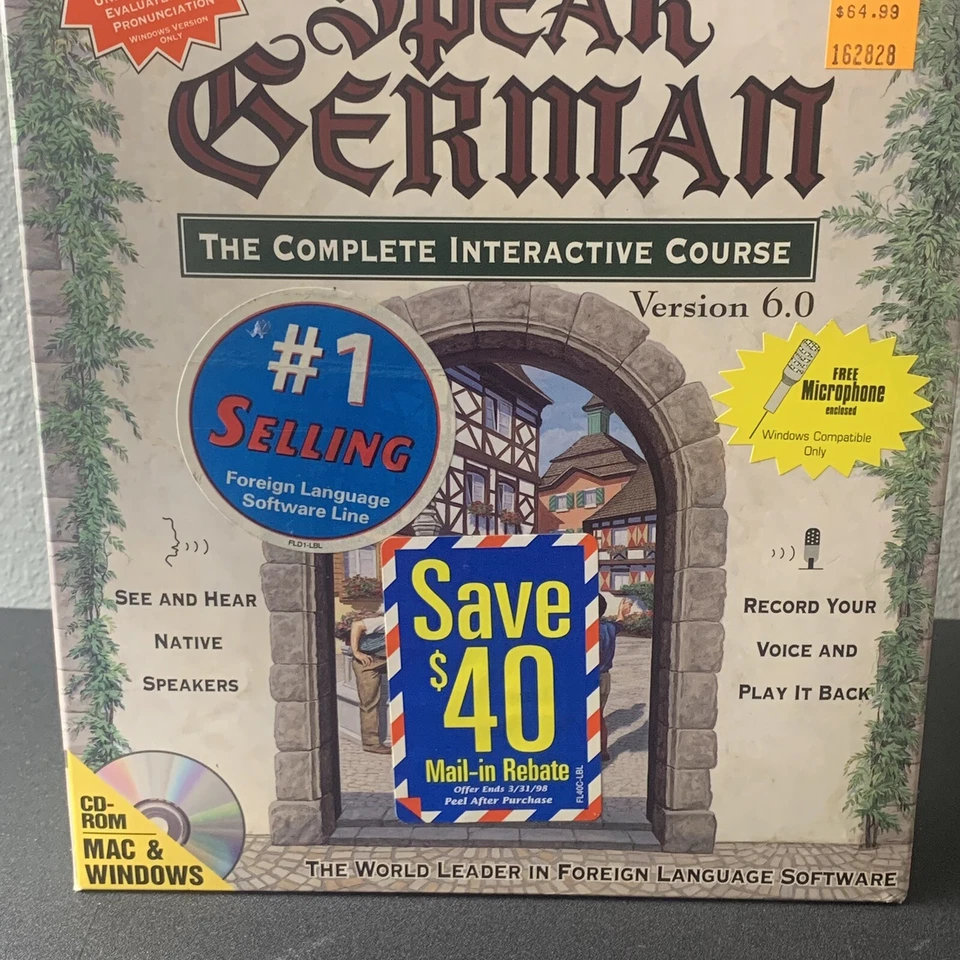 EVALUATE
PRONUNCIATION
WINDOWS VERSION
ONLY
$64.99
162828
SPEAK
GERMAN
THE COMPLETE INTERACTIVE COURSE
Version 6.0
#1
SELLING
Foreign Language
Software Line
FLD1-LBL
FREE
Microphone
enclosed
Windows Compatible
Only
SEE AND HEAR
NATIVE
SPEAKERS
RECORD YOUR
VOICE AND
PLAY IT BACK
Save
$40
Mail-in Rebate
Offer Ends 3/31/98
Peel After Purchase
FL40C-LBL
CD-
ROM
MAC &
WINDOWS
THE WORLD LEADER IN FOREIGN LANGUAGE SOFTWARE